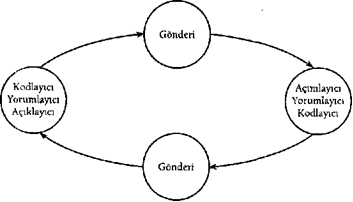 Gönderi
Kodlayıcı
Yorumlayıcı
Açıklayıcı
Açımlayıcı
Yorumlayıcı
Kodlayıcı
Gönderi